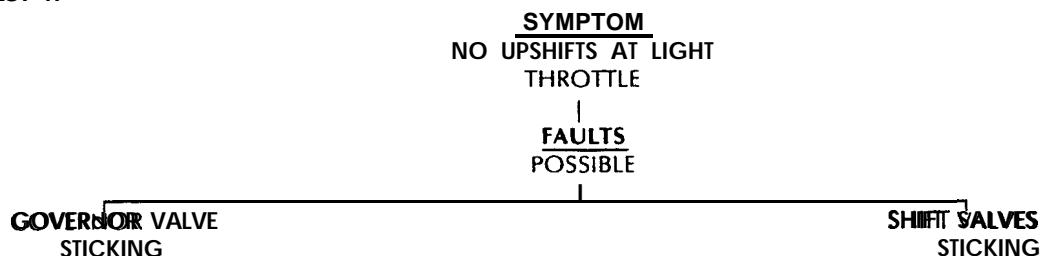 SYMPTOM
NO UPSHIFTS AT LIGHT
THROTTLE
FAULTS
POSSIBLE
GOVERNOR VALVE
STICKING
SHIFT VALVES
STICKING